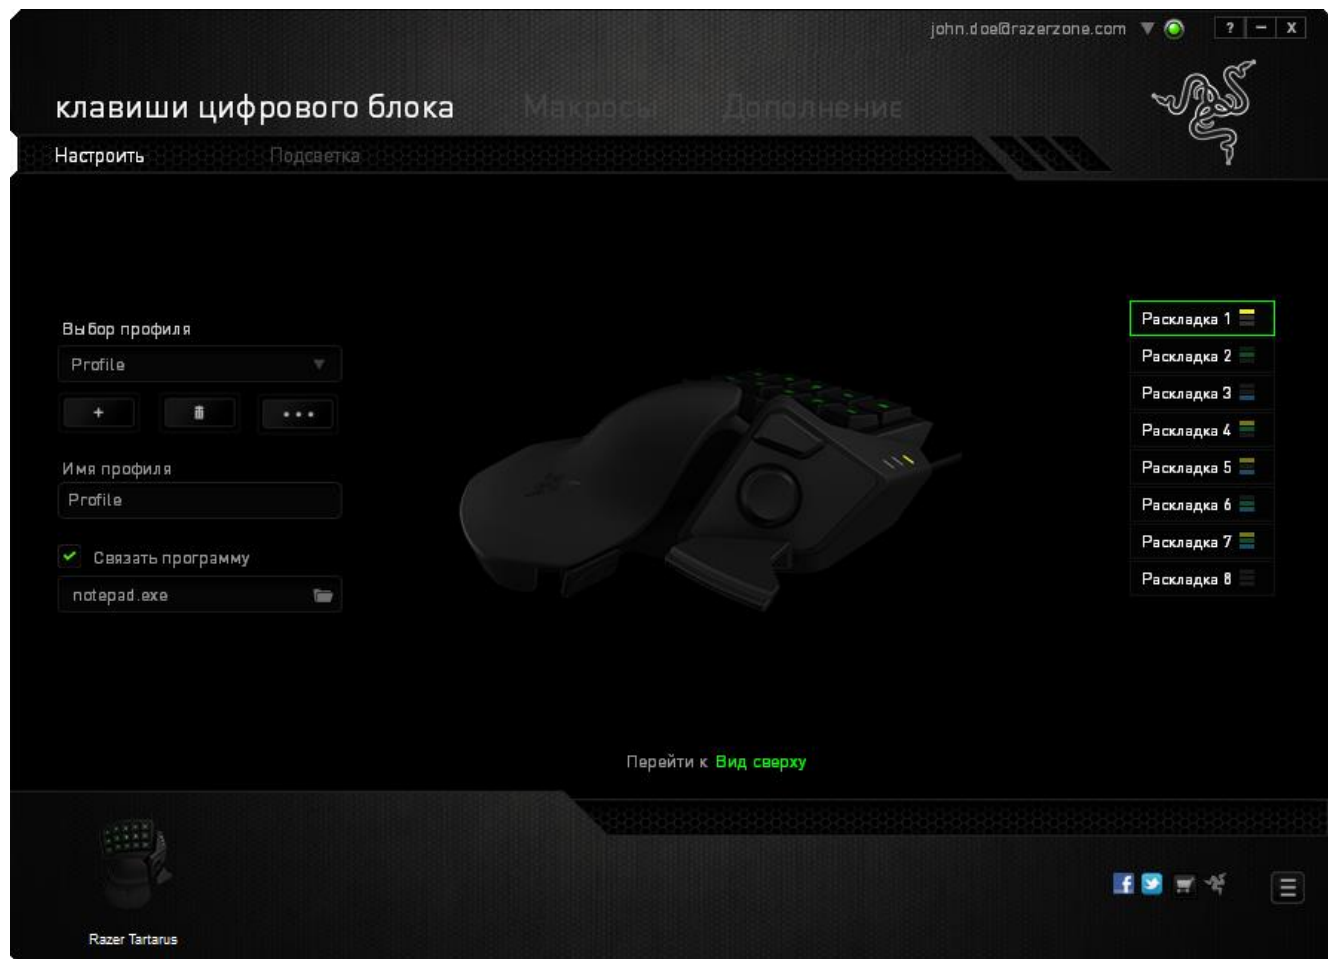 john.doe@razerzone.com
? – X
клавиши цифрового блока Макросы Дополнение
Настроить Подсветка
Выбор профиля
Profile
+ •••
Имя профиля
Profile
Связать программу
notepad.exe
Раскладка 1
Раскладка 2
Раскладка 3
Раскладка 4
Раскладка 5
Раскладка 6
Раскладка 7
Раскладка 8
Перейти к Вид сверху
Razer Tartarus